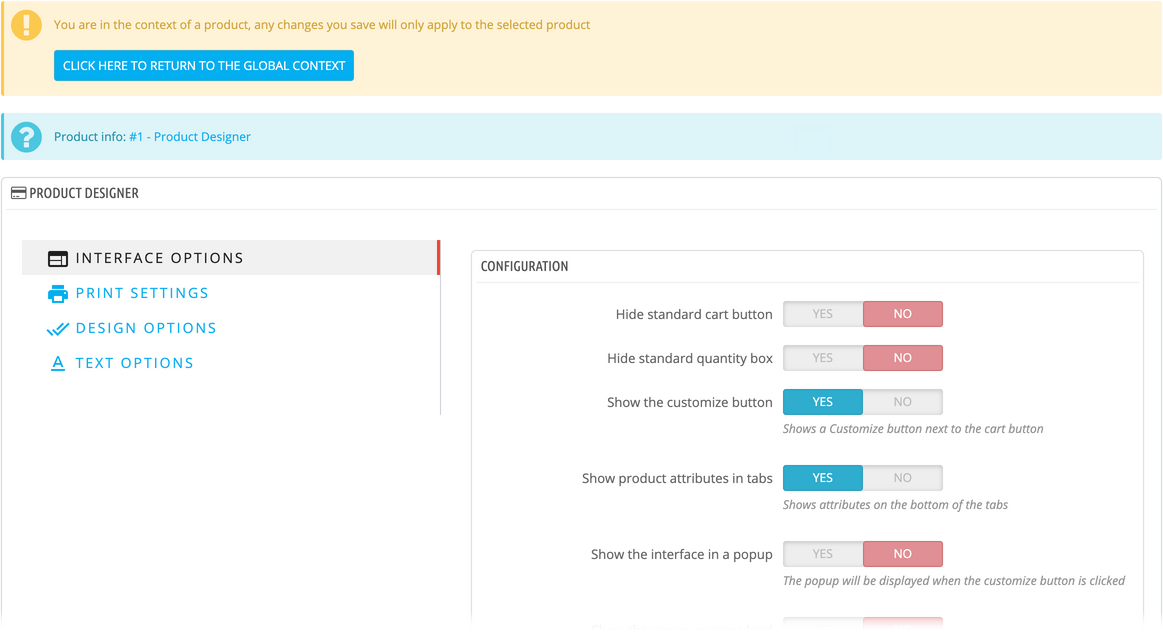 You are in the context of a product, any changes you save will only apply to the selected product
CLICK HERE TO RETURN TO THE GLOBAL CONTEXT
Product info: #1 - Product Designer
PRODUCT DESIGNER
INTERFACE OPTIONS
PRINT SETTINGS
DESIGN OPTIONS
TEXT OPTIONS
CONFIGURATION
Hide standard cart button YES NO
Hide standard quantity box YES NO
Show the customize button YES NO
Shows a Customize button next to the cart button
Show product attributes in tabs YES NO
Shows attributes on the bottom of the tabs
Show the interface in a popup YES NO
The popup will be displayed when the customize button is clicked